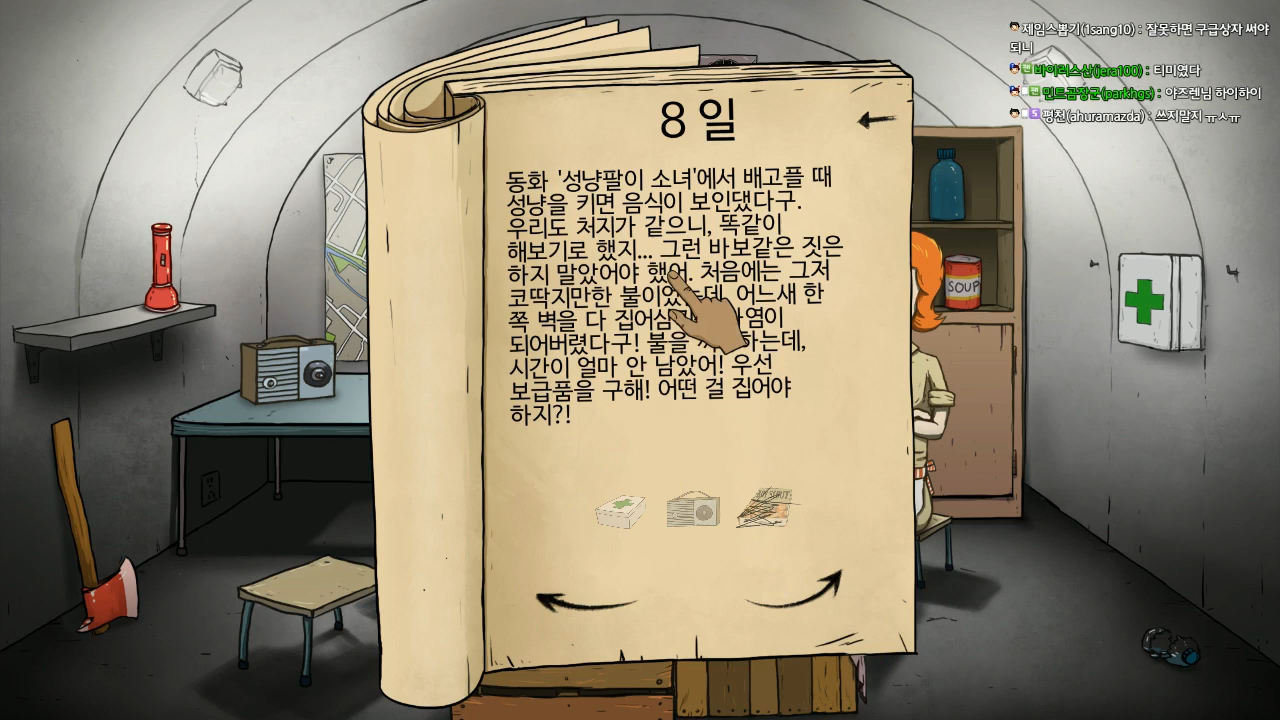 8일
동화 '성냥팔이 소녀'에서 배고플 때
성냥을 키면 음식이 보인댔다구.
우리도 처지가 같으니, 똑같이
해보기로 했지... 그런 바보같은 짓은
하지 말았어야 했어. 처음에는 그저
코딱지만한 불이었는데, 어느새 한
쪽 벽을 다 집어삼
되어버렸다구! 불을 하는데,
시간이 얼마 안 남았어! 우선
보급품을 구해! 어떤 걸 집어야
하지?!
제임스뽑기(1sang10) : 잘못하면 구급상자 써야
되니
바이러스산(jera100) : 티미였다
민트곰장군(parkhgs) : 야즈렌님 하이하이
평천(ahuramazda) : 쓰지말지 ㅠㅅㅠ
SOUP